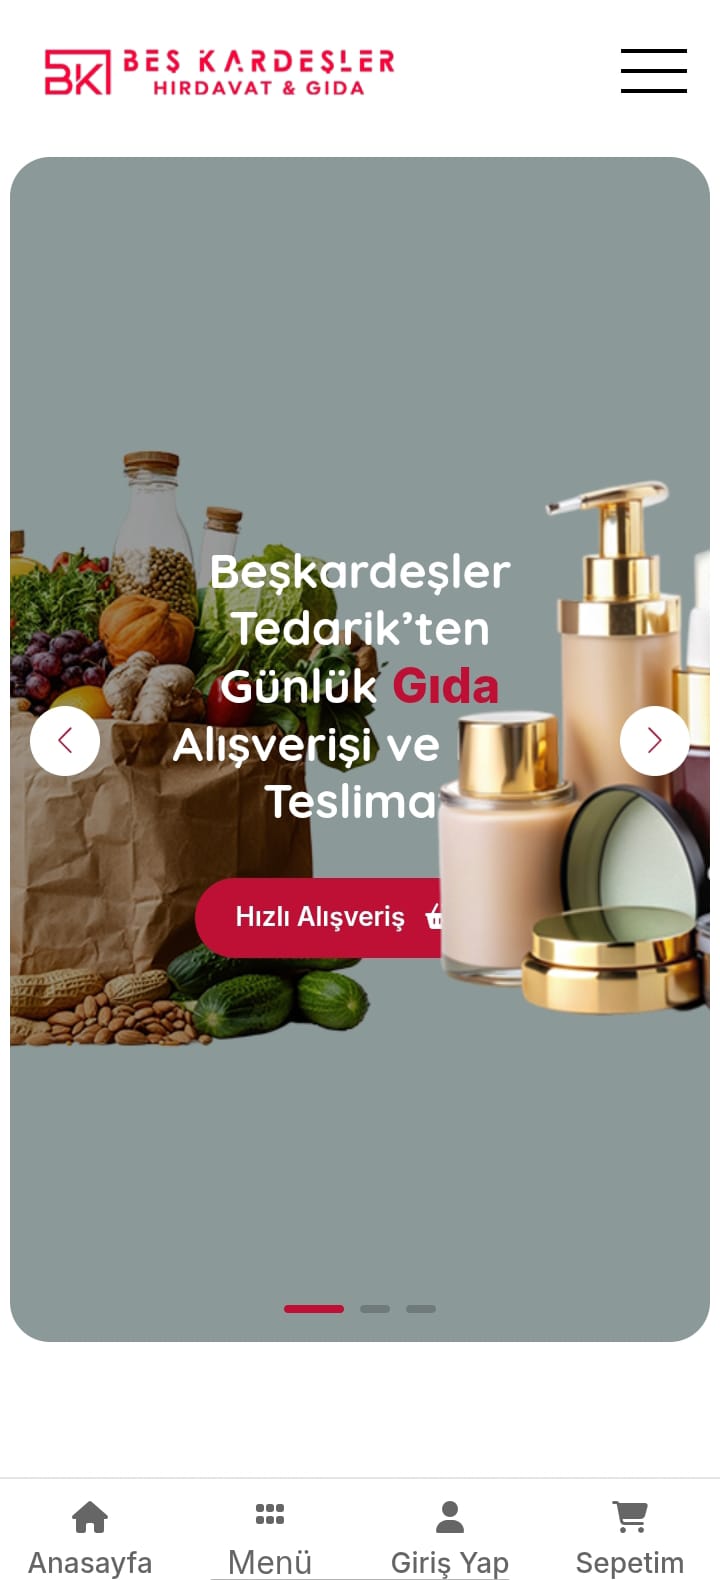 BK BEŞ KARDEŞLER
HIRDAVAT & GIDA
Beşkardeşler
Tedarik’ten
Günlük Gıda
Alışverişi ve
Teslima
Hızlı Alışveriş
Anasayfa Menü Giriş Yap Sepetim